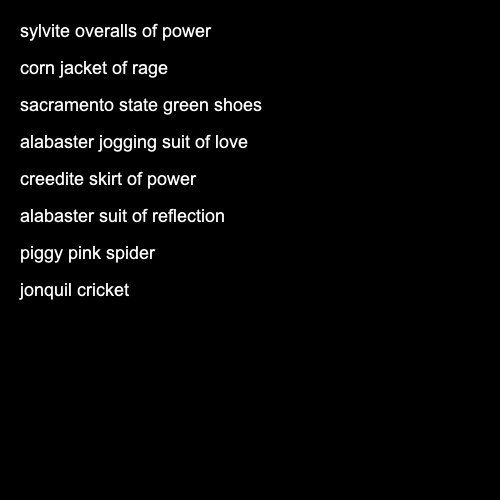 sylvite overalls of power
corn jacket of rage
sacramento state green shoes
alabaster jogging suit of love
creedite skirt of power
alabaster suit of reflection
piggy pink spider
jonquil cricket